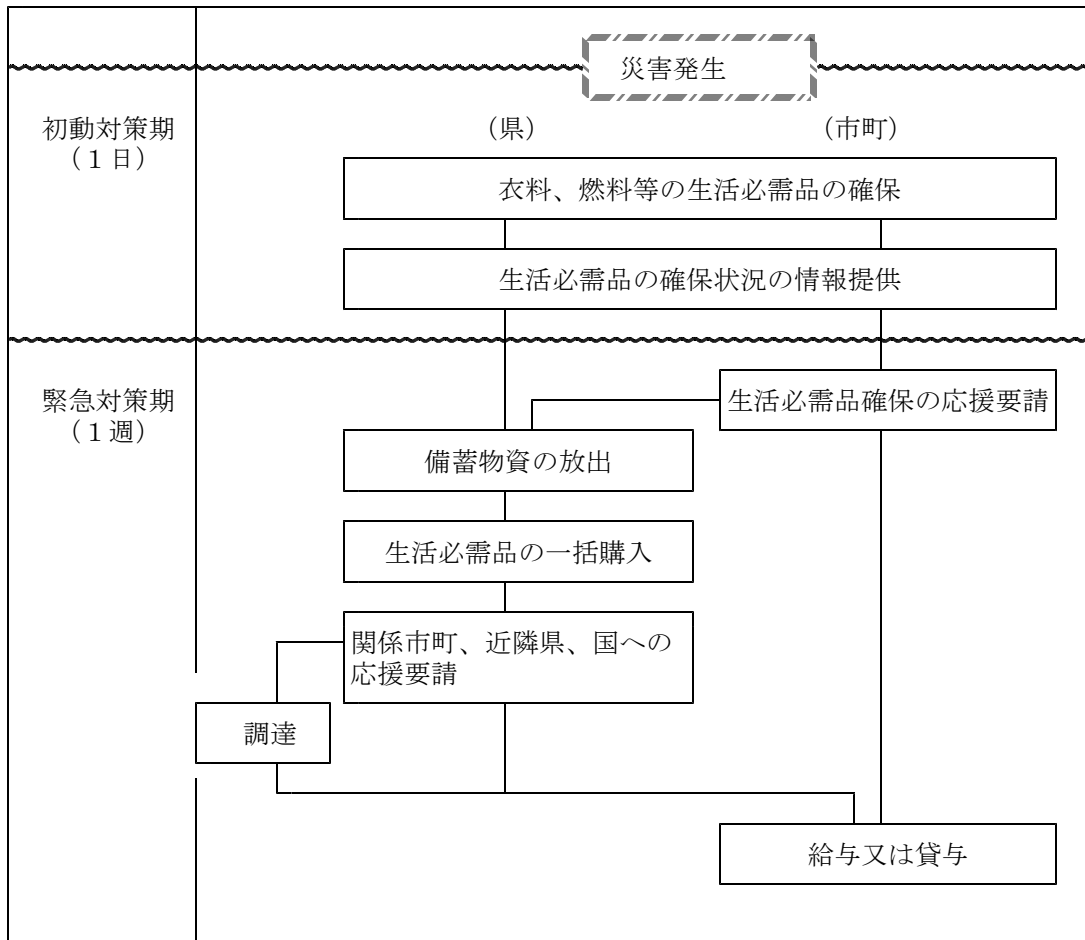 災害発生
初動対策期
（１日）
（県）
（市町）
衣料、燃料等の生活必需品の確保
生活必需品の確保状況の情報提供
緊急対策期
（１週）
生活必需品確保の応援要請
備蓄物資の放出
生活必需品の一括購入
関係市町、近隣県、国への
応援要請
調達
給与又は貸与